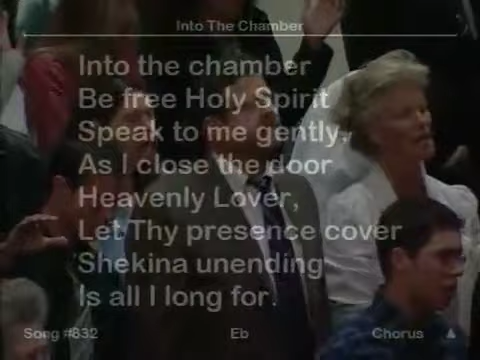 Into The Chamber
Into the chamber
Be free Holy Spirit
Speak to me gently,
As I close the door
Heavenly Lover,
Let Thy presence cover
Shekina unending
Is all I long for.
Song #832 Eb Chorus ▲